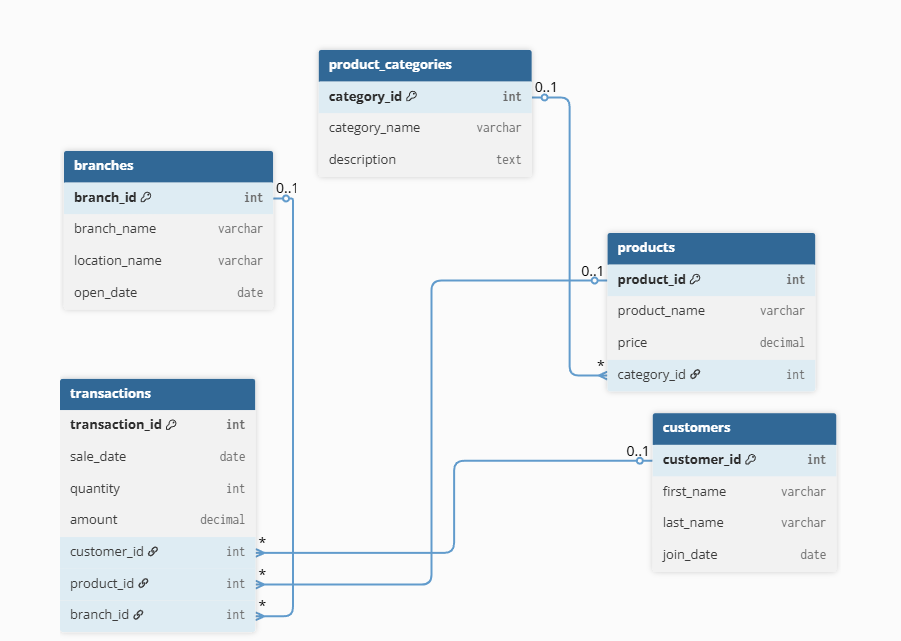 product_categories
category_id int
category_name varchar
description text
0..1
branches
branch_id int
branch_name varchar
location_name varchar
open_date date
0..1
products
product_id int
product_name varchar
price decimal
category_id int
0..1
*
transactions
transaction_id int
sale_date date
quantity int
amount decimal
customer_id int
product_id int
branch_id int
*
*
*
customers
customer_id int
first_name varchar
last_name varchar
join_date date
0..1